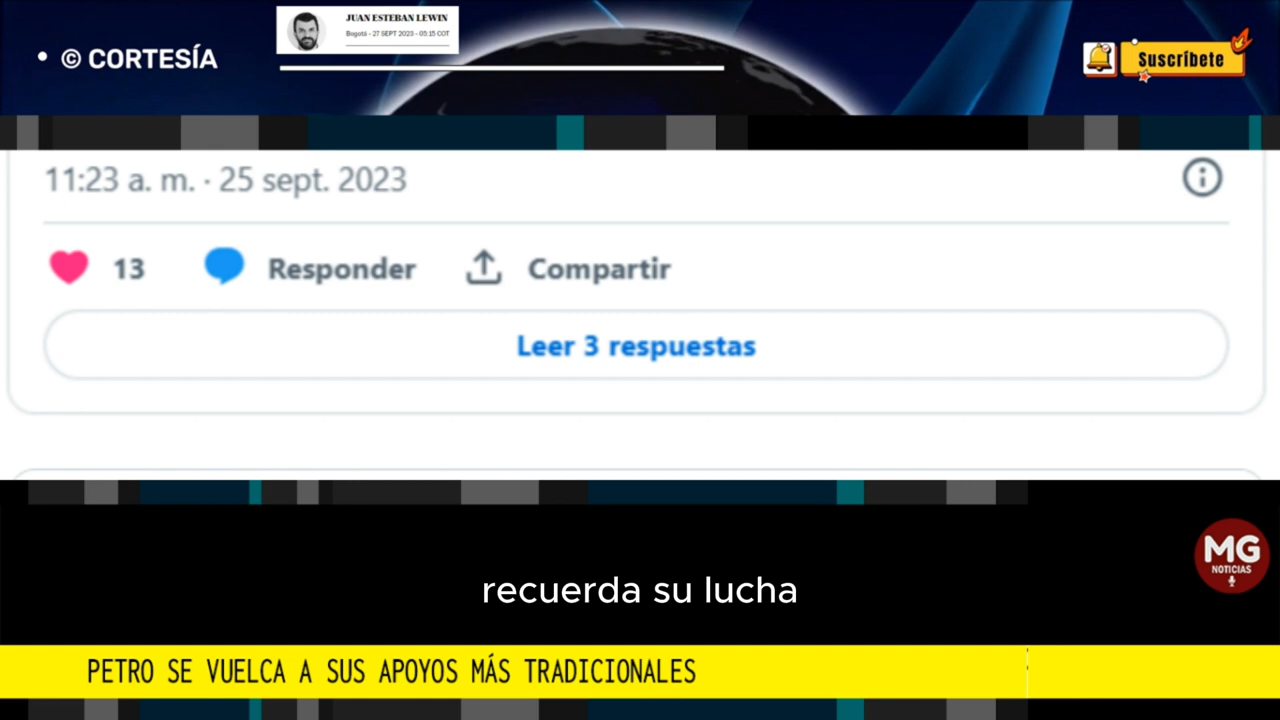 JUAN ESTEBAN LEWIN
Bogotá - 27 SEPT 2023 - 05:15 COT
• © CORTESÍA
Suscríbete
11:23 a. m. · 25 sept. 2023
13 Responder Compartir
Leer 3 respuestas
MG
NOTICIAS
recuerda su lucha
PETRO SE VUELCA A SUS APOYOS MÁS TRADICIONALES